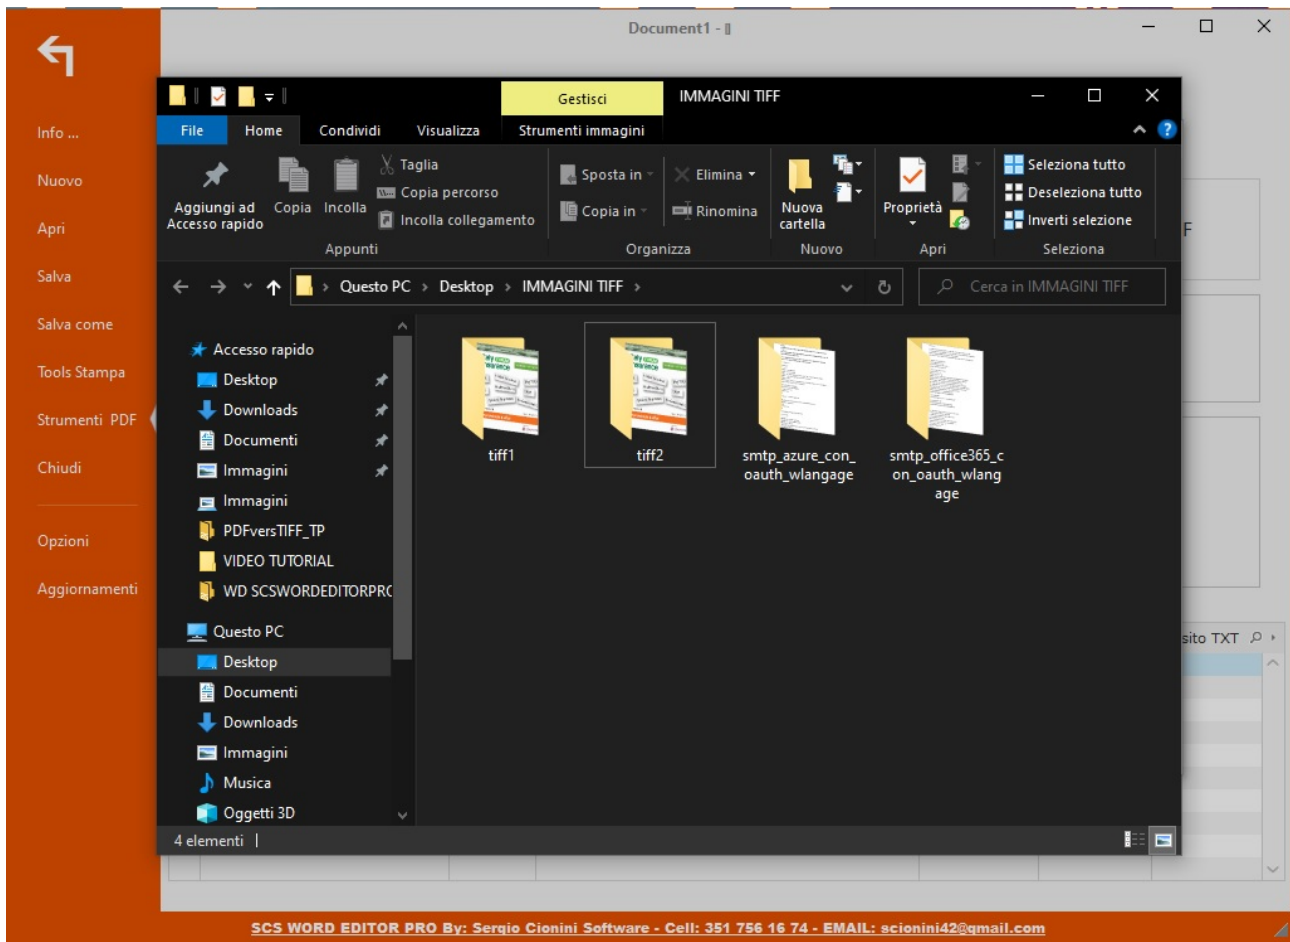 Document1 -
Info ...
Nuovo
Apri
Salva
Salva come
Tools Stampa
Strumenti PDF
Chiudi
Opzioni
Aggiornamenti
Gestisci
IMMAGINI TIFF
File
Home
Condividi
Visualizza
Strumenti immagini
Aggiungi ad
Accesso rapido
Copia
Incolla
Taglia
Copia percorso
Incolla collegamento
Appunti
Sposta in
Copia in
Elimina
Rinomina
Organizza
Nuova
cartella
Nuovo
Proprietà
Apri
Seleziona tutto
Deseleziona tutto
Inverti selezione
Seleziona
F
Questo PC > Desktop > IMMAGINI TIFF >
Cerca in IMMAGINI TIFF
Accesso rapido
Desktop
Downloads
Documenti
Immagini
Immagini
PDFversTIFF_TP
VIDEO TUTORIAL
WD SCSWORDEDITORPRO
Questo PC
Desktop
Documenti
Downloads
Immagini
Musica
Oggetti 3D
tiff1
tiff2
smtp_azure_con_
oauth_wlangage
smtp_office365_c
on_oauth_wlang
age
4 elementi
sito TXT
SCS WORD EDITOR PRO By: Sergio Cionini Software - Cell: 351 756 16 74 - EMAIL: scionini42@gmail.com